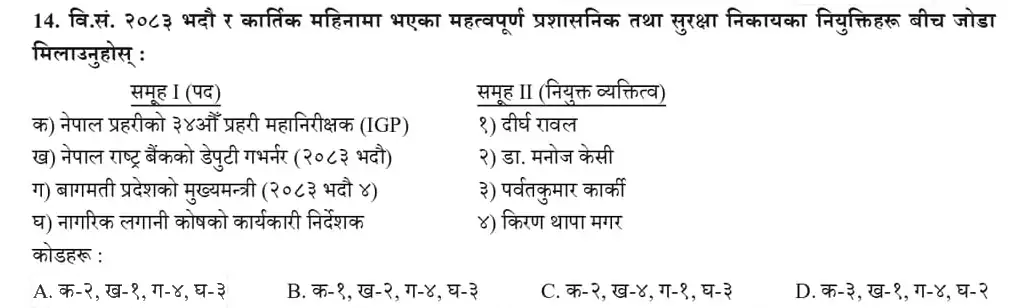 14. वि.सं. २०८३ भदौ र कार्तिक महिनामा भएका महत्वपूर्ण प्रशासनिक तथा सुरक्षा निकायका नियुक्तिहरू बीच जोडा
मिलाउनुहोस् :
समूह I (पद) समूह II (नियुक्त व्यक्तित्व)
क) नेपाल प्रहरीको ३४औँ प्रहरी महानिरीक्षक (IGP) १) दीर्घ रावल
ख) नेपाल राष्ट्र बैंकको डेपुटी गभर्नर (२०८३ भदौ) २) डा. मनोज केसी
ग) बागमती प्रदेशको मुख्यमन्त्री (२०८३ भदौ ४) ३) पर्वतकुमार कार्की
घ) नागरिक लगानी कोषको कार्यकारी निर्देशक ४) किरण थापा मगर
कोडहरू :
A. क-२, ख-१, ग-४, घ-३ B. क-१, ख-२, ग-४, घ-३ C. क-२, ख-४, ग-१, घ-३ D. क-३, ख-१, ग-४, घ-२